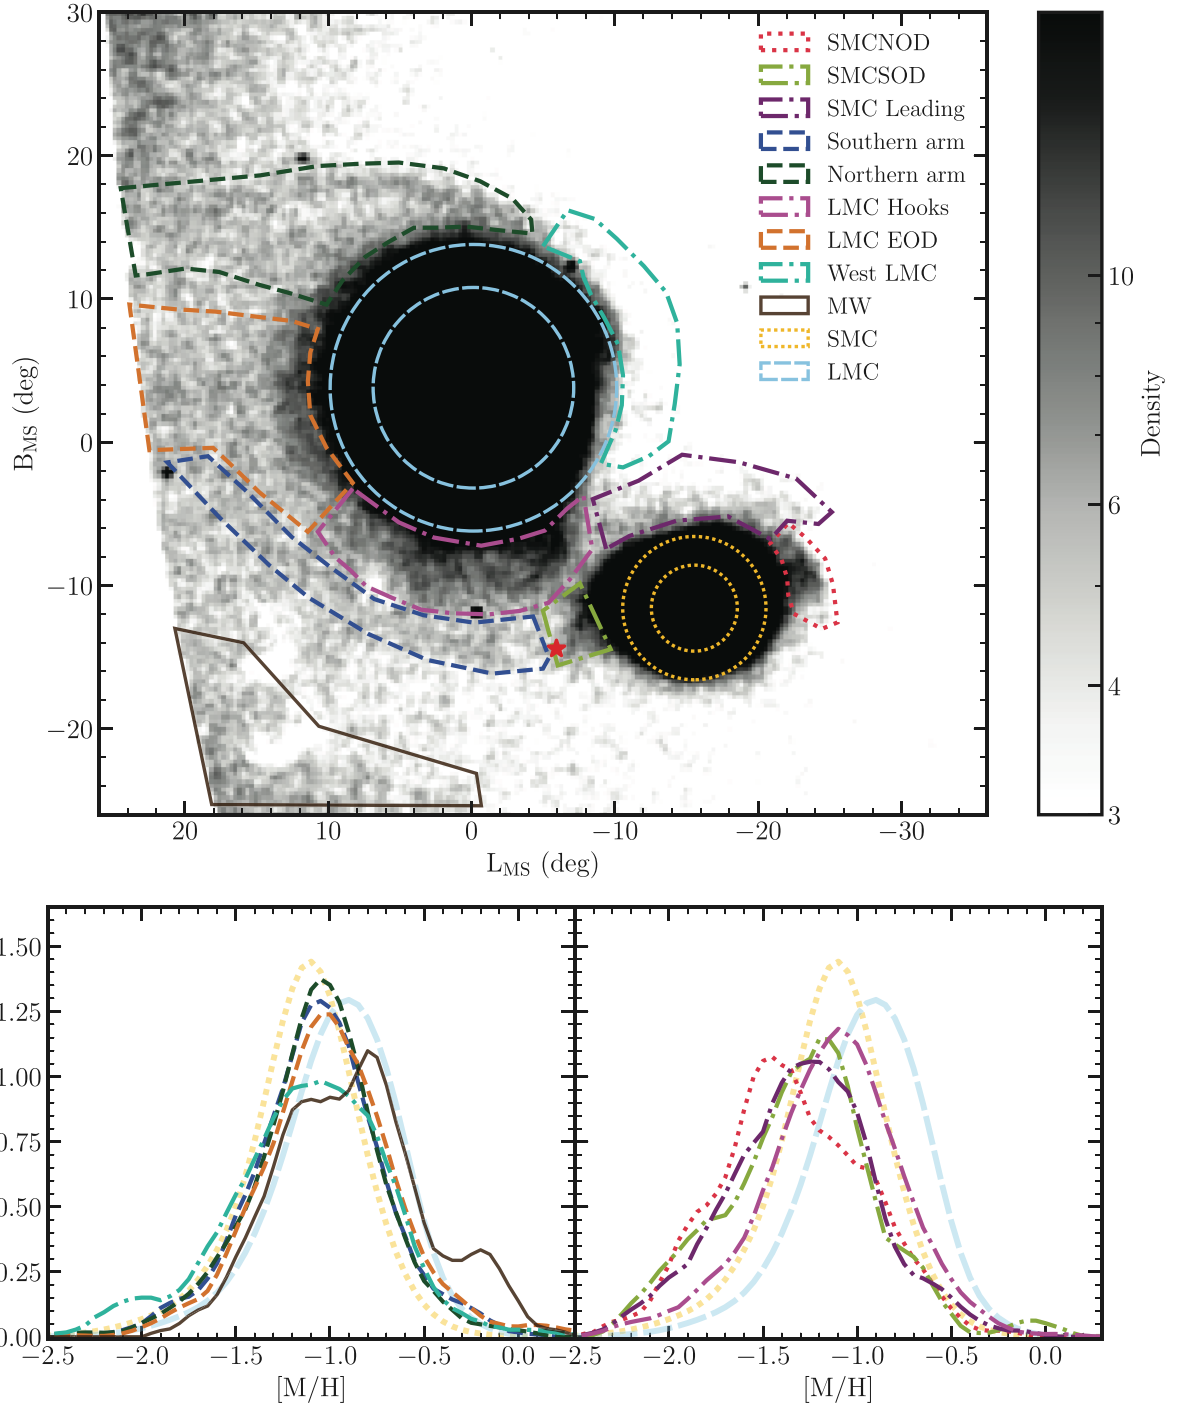 30
20
10
0
−10
−20
B_MS (deg)
20
10
0
−10
−20
−30
L_MS (deg)
SMCNOD
SMCSOD
SMC Leading
Southern arm
Northern arm
LMC Hooks
LMC EOD
West LMC
MW
SMC
LMC
10
6
4
3
Density
1.50
1.25
1.00
0.75
0.50
0.25
0.00
−2.5 −2.0 −1.5 −1.0 −0.5 0.0
[M/H]
−2.5 −2.0 −1.5 −1.0 −0.5 0.0
[M/H]